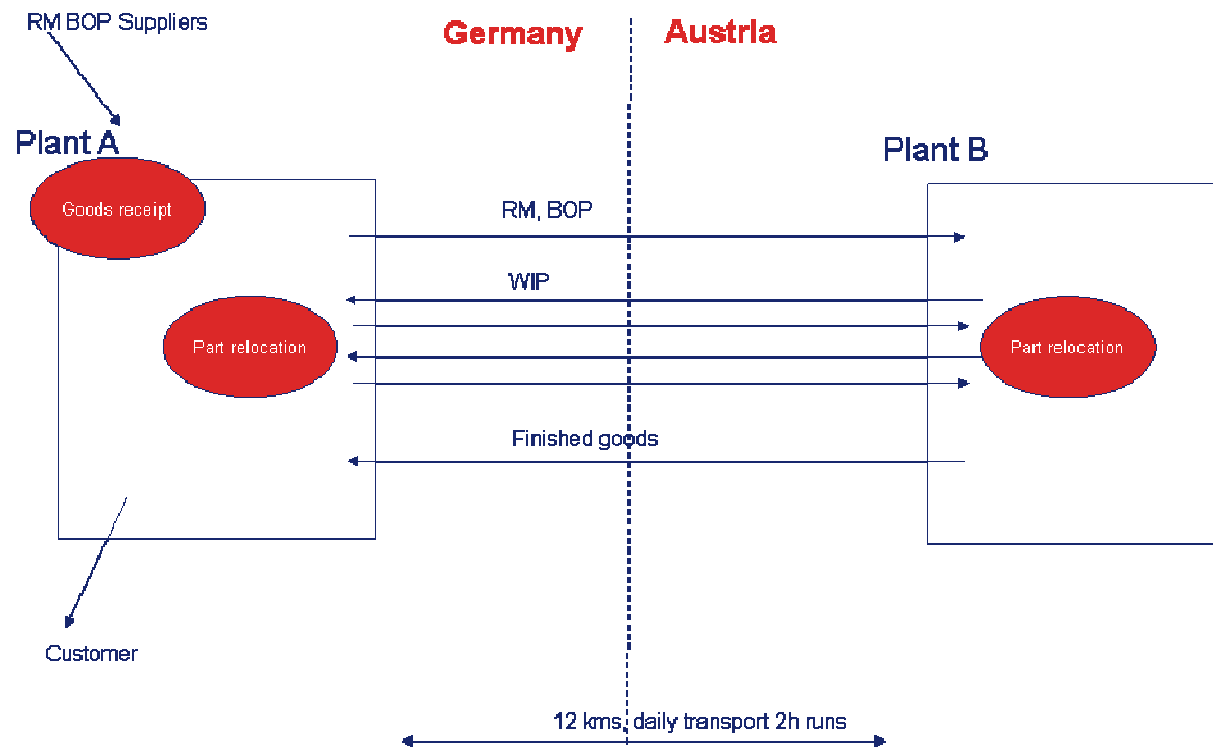 RM BOP Suppliers
Germany
Austria
Plant A
Plant B
Goods receipt
RM, BOP
WIP
Part relocation
Part relocation
Finished goods
Customer
12 kms, daily transport 2h runs